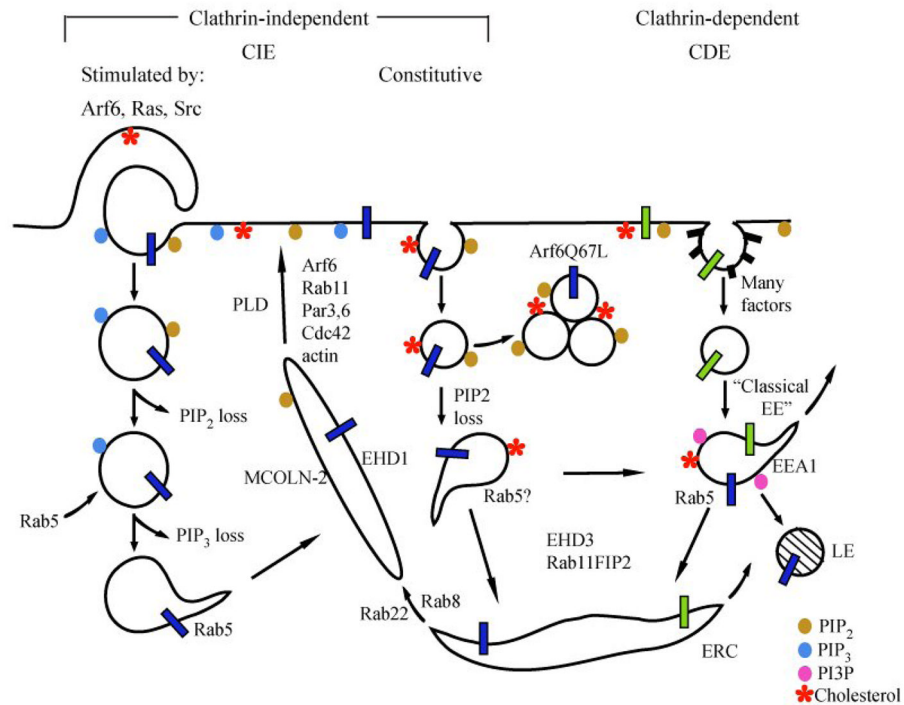 Clathrin-independent
CIE
Clathrin-dependent
CDE
Stimulated by:
Arf6, Ras, Src
Constitutive
Arf6
Rab11
Par3,6
Cdc42
actin
PLD
Arf6Q67L
Many
factors
PIP2
loss
"Classical
EE"
PIP2 loss
MCOLN-2
EHD1
Rab5?
EEA1
Rab5
Rab5
PIP3 loss
EHD3
Rab11FIP2
LE
Rab5
Rab22
Rab8
ERC
PIP2
PIP3
PI3P
Cholesterol